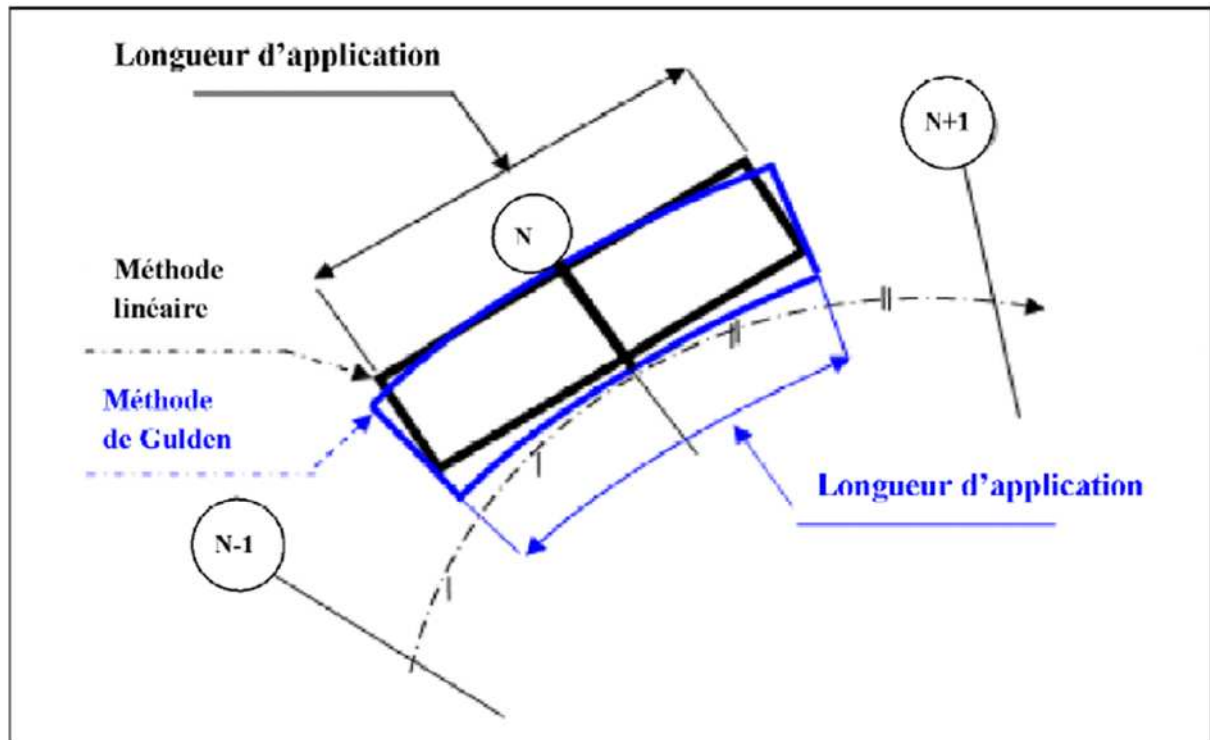 Longueur d'application
N+1
N
Méthode
linéaire
Méthode
de Gulden
Longueur d'application
N-1